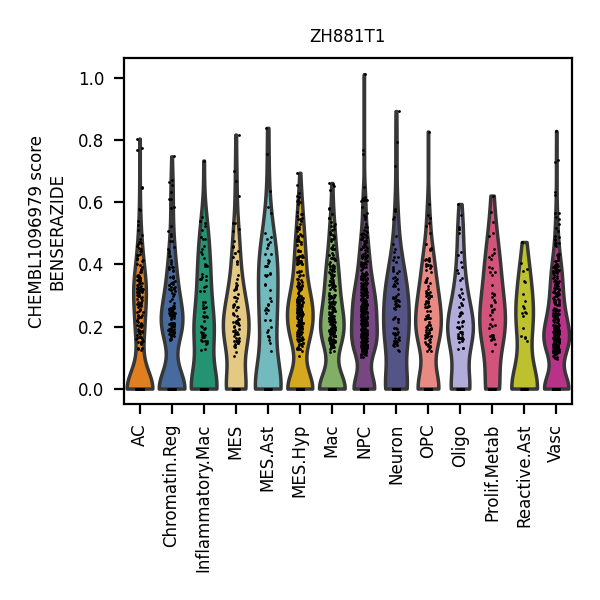 ZH881T1
CHEMBL1096979 score
BENSERAZIDE
1.0
0.8
0.6
0.4
0.2
0.0
AC
Chromatin.Reg
Inflammatory.Mac
MES
MES.Ast
MES.Hyp
Mac
NPC
Neuron
OPC
Oligo
Prolif.Metab
Reactive.Ast
Vasc